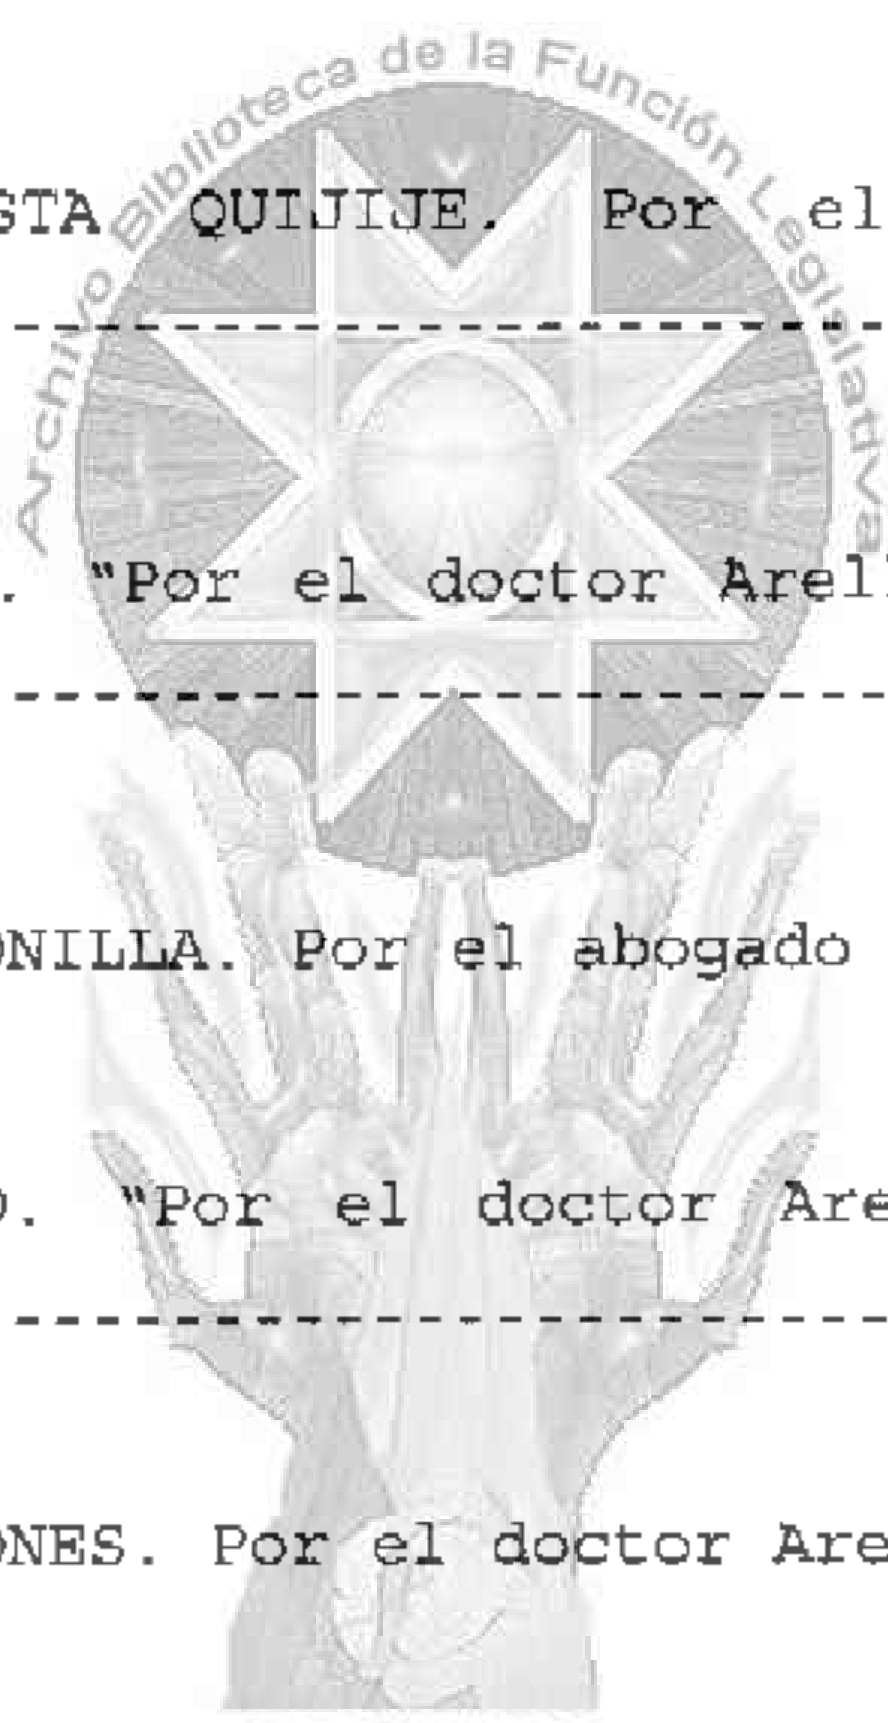 Archivo Biblioteca de la Función Legislativa
STA QUIJIJE. Por el
. "Por el doctor Arell
ONILLA. Por el abogado
O. "Por el doctor Are
ONES. Por el doctor Are